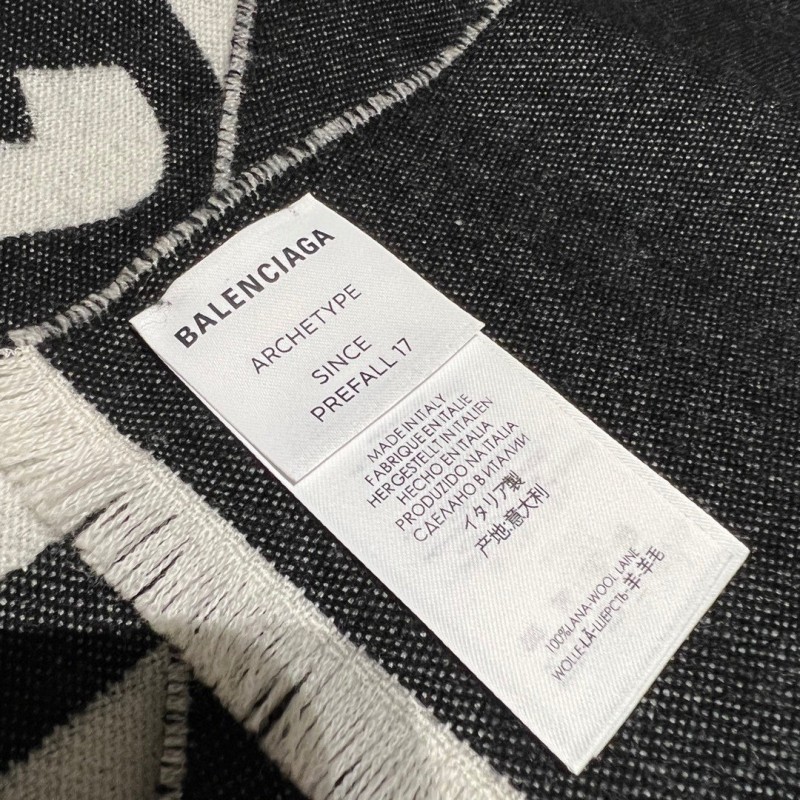 BALENCIAGA
ARCHETYPE
SINCE
PREFALL 17
MADE IN ITALY
FABRIQUE EN ITALIE
HERGESTELLT IN ITALIEN
HECHO EN ITALIA
PRODUZIDO NA ITALIA
СДЕЛАНО В ИТАЛИИ
イタリア製
产地:意大利
100%LANA-WOOL LAINE
WOLLE-LÃ-ШЕРСТЬ-羊-羊毛